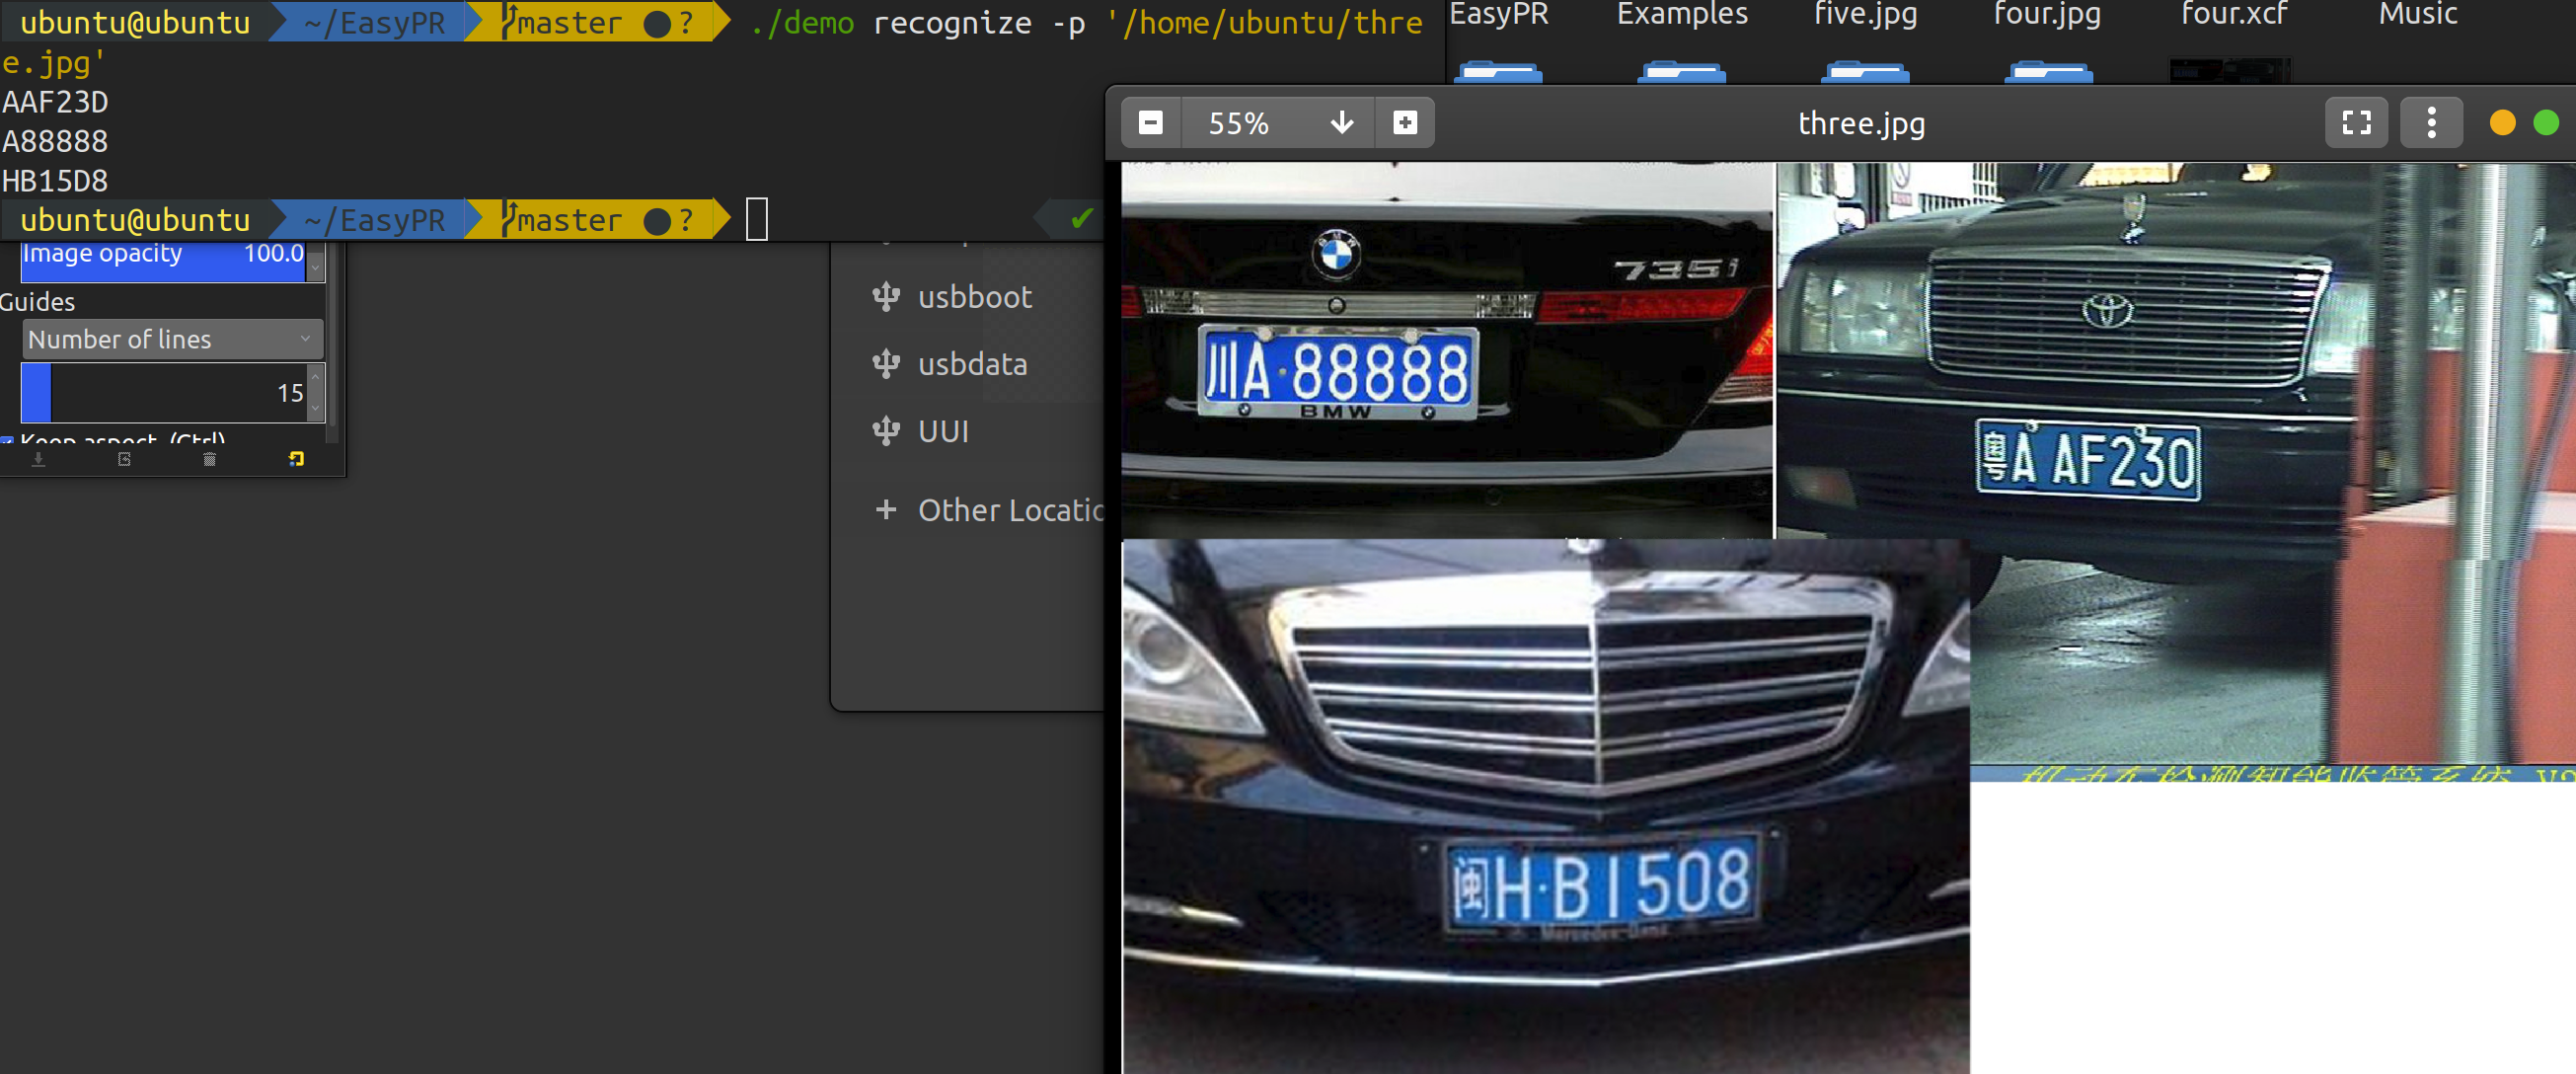 ubuntu@ubuntu ~/EasyPR master ? ./demo recognize -p '/home/ubuntu/thre
e.jpg'
AAF23D
A88888
HB15D8
ubuntu@ubuntu ~/EasyPR master ? ✔
EasyPR Examples five.jpg four.jpg four.xcf Music
Image opacity 100.0
Guides
Number of lines
15
Keep aspect (Ctrl)
usbboot
usbdata
UUI
+ Other Locatio
55% three.jpg
BMW
735i
川A·88888
BMW
粤A AF230
闽H·B1508
Mercedes-Benz